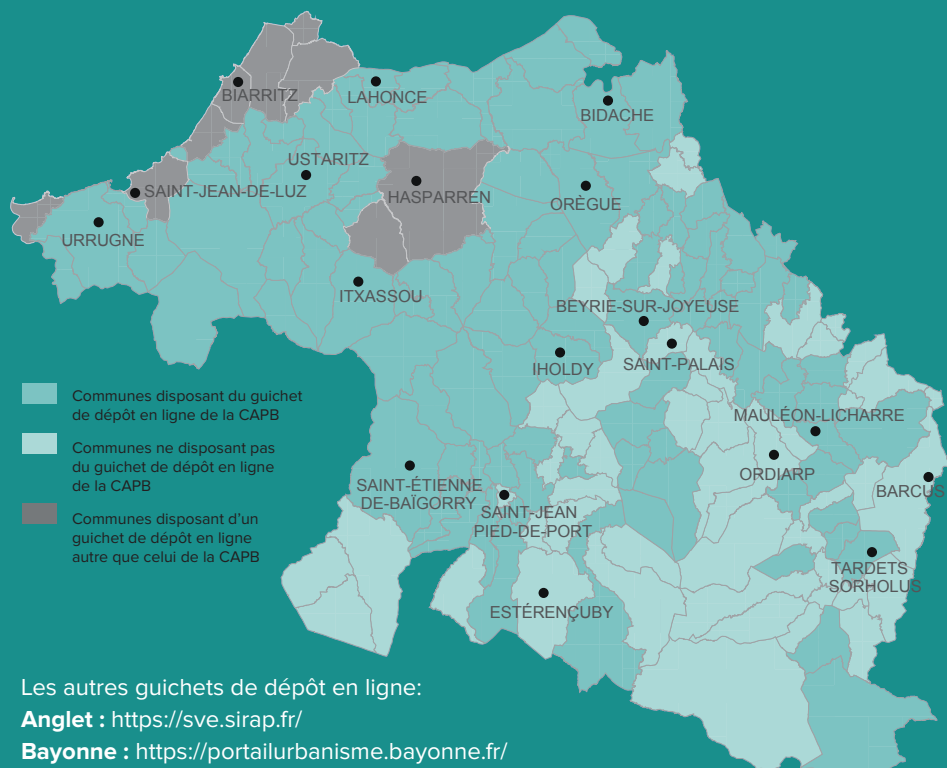 BIARRITZ
LAHONCE
BIDACHE
USTARITZ
SAINT-JEAN-DE-LUZ
HASPARREN
ORÈGUE
URRUGNE
ITXASSOU
BEYRIE-SUR-JOYEUSE
IHOLDY
SAINT-PALAIS
Communes disposant du guichet
de dépôt en ligne de la CAPB
Communes ne disposant pas
du guichet de dépôt en ligne
de la CAPB
Communes disposant d'un
guichet de dépôt en ligne
autre que celui de la CAPB
MAULÉON-LICHARRE
ORDIARP
BARCUS
SAINT-ÉTIENNE
DE-BAÏGORRY
SAINT-JEAN
PIED-DE-PORT
TARDETS
SORHOLUS
ESTÉRENÇUBY
Les autres guichets de dépôt en ligne:
Anglet : https://sve.sirap.fr/
Bayonne : https://portailurbanisme.bayonne.fr/